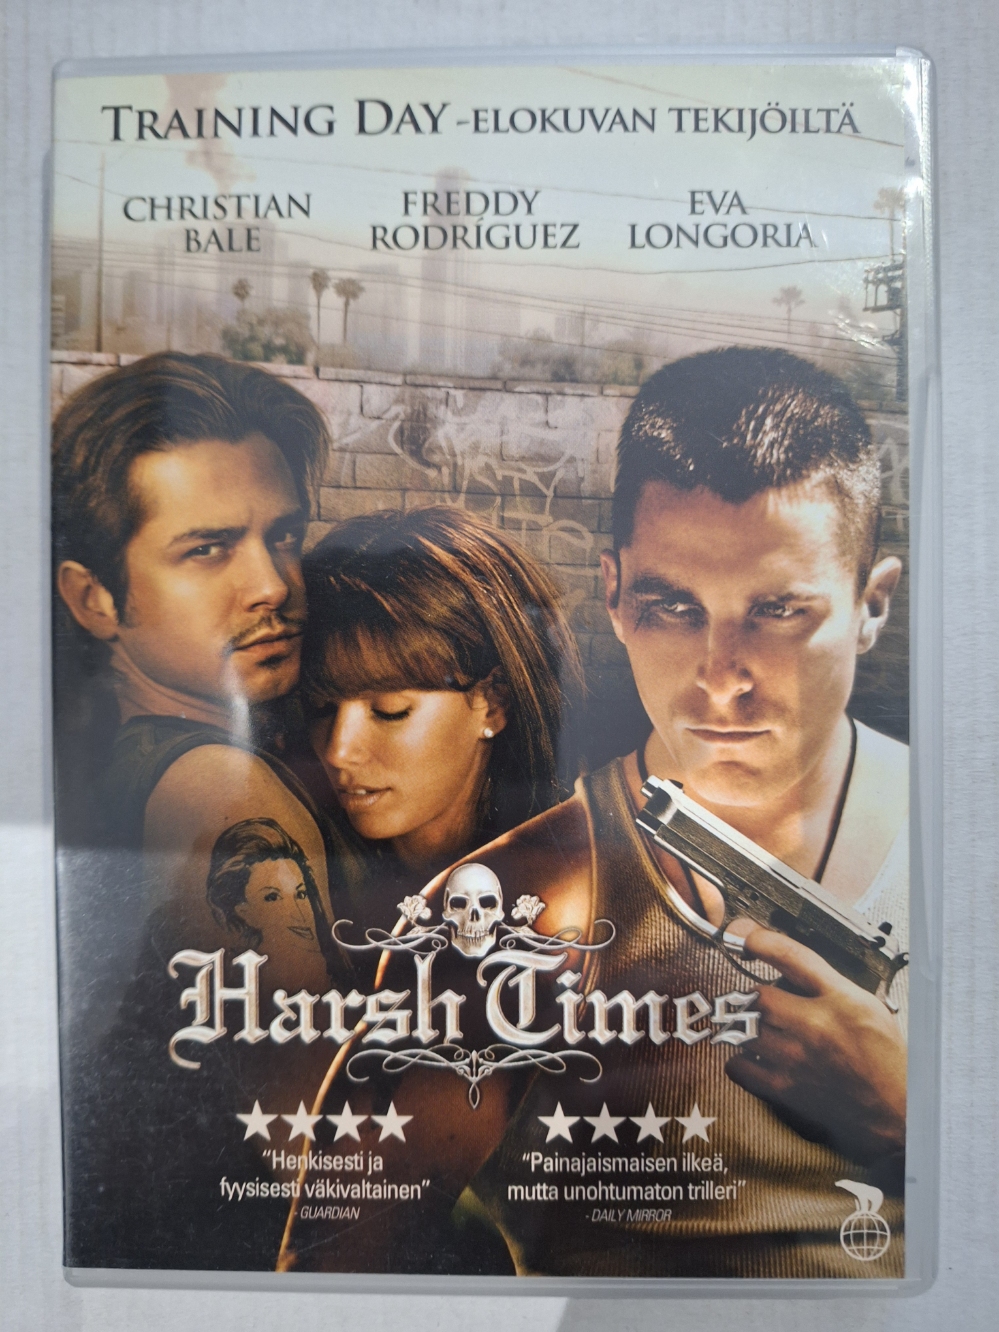 TRAINING DAY -ELOKUVAN TEKIJÖILTÄ
CHRISTIAN BALE
FREDDY RODRÍGUEZ
EVA LONGORIA
Harsh Times
"Henkisesti ja
fyysisesti väkivaltainen"
- GUARDIAN
"Painajaismaisen ilkeä,
mutta unohtumaton trilleri"
- DAILY MIRROR